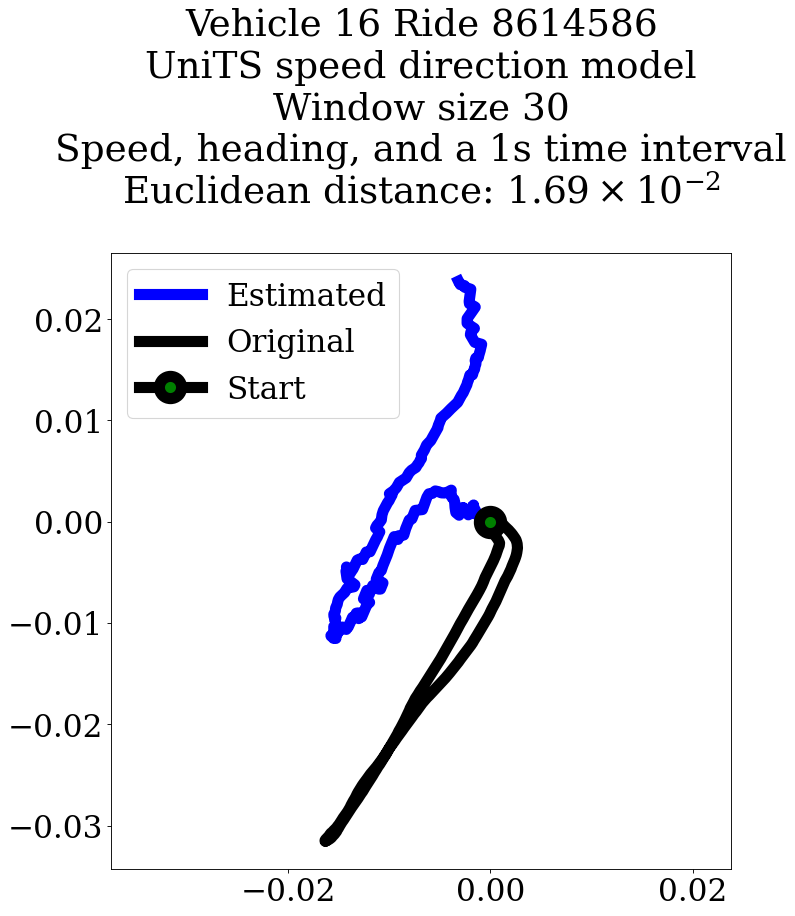 Vehicle 16 Ride 8614586
UniTS speed direction model
Window size 30
Speed, heading, and a 1s time interval
Euclidean distance: 1.69 × 10⁻²
Estimated
Original
Start
0.02
0.01
0.00
−0.01
−0.02
−0.03
−0.02 0.00 0.02